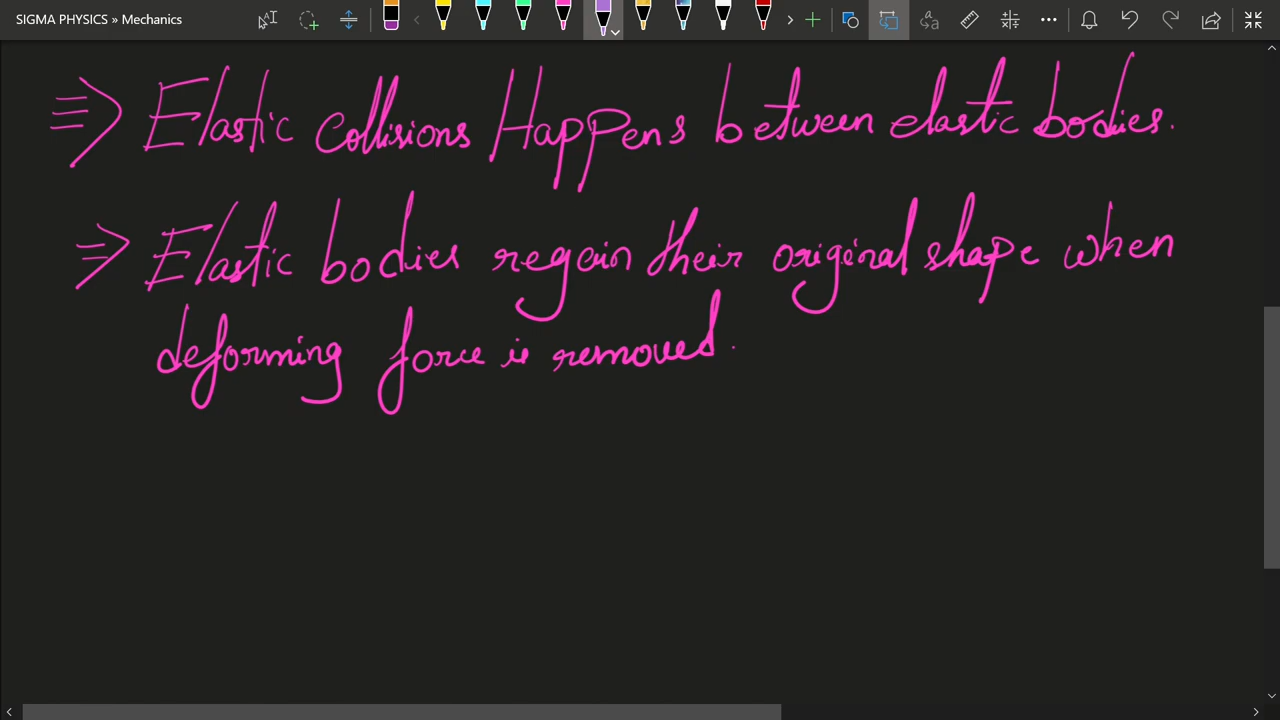 SIGMA PHYSICS » Mechanics
⇒ Elastic Collisions Happens between elastic bodies.
⇒ Elastic bodies regain their original shape when
deforming force is removed.